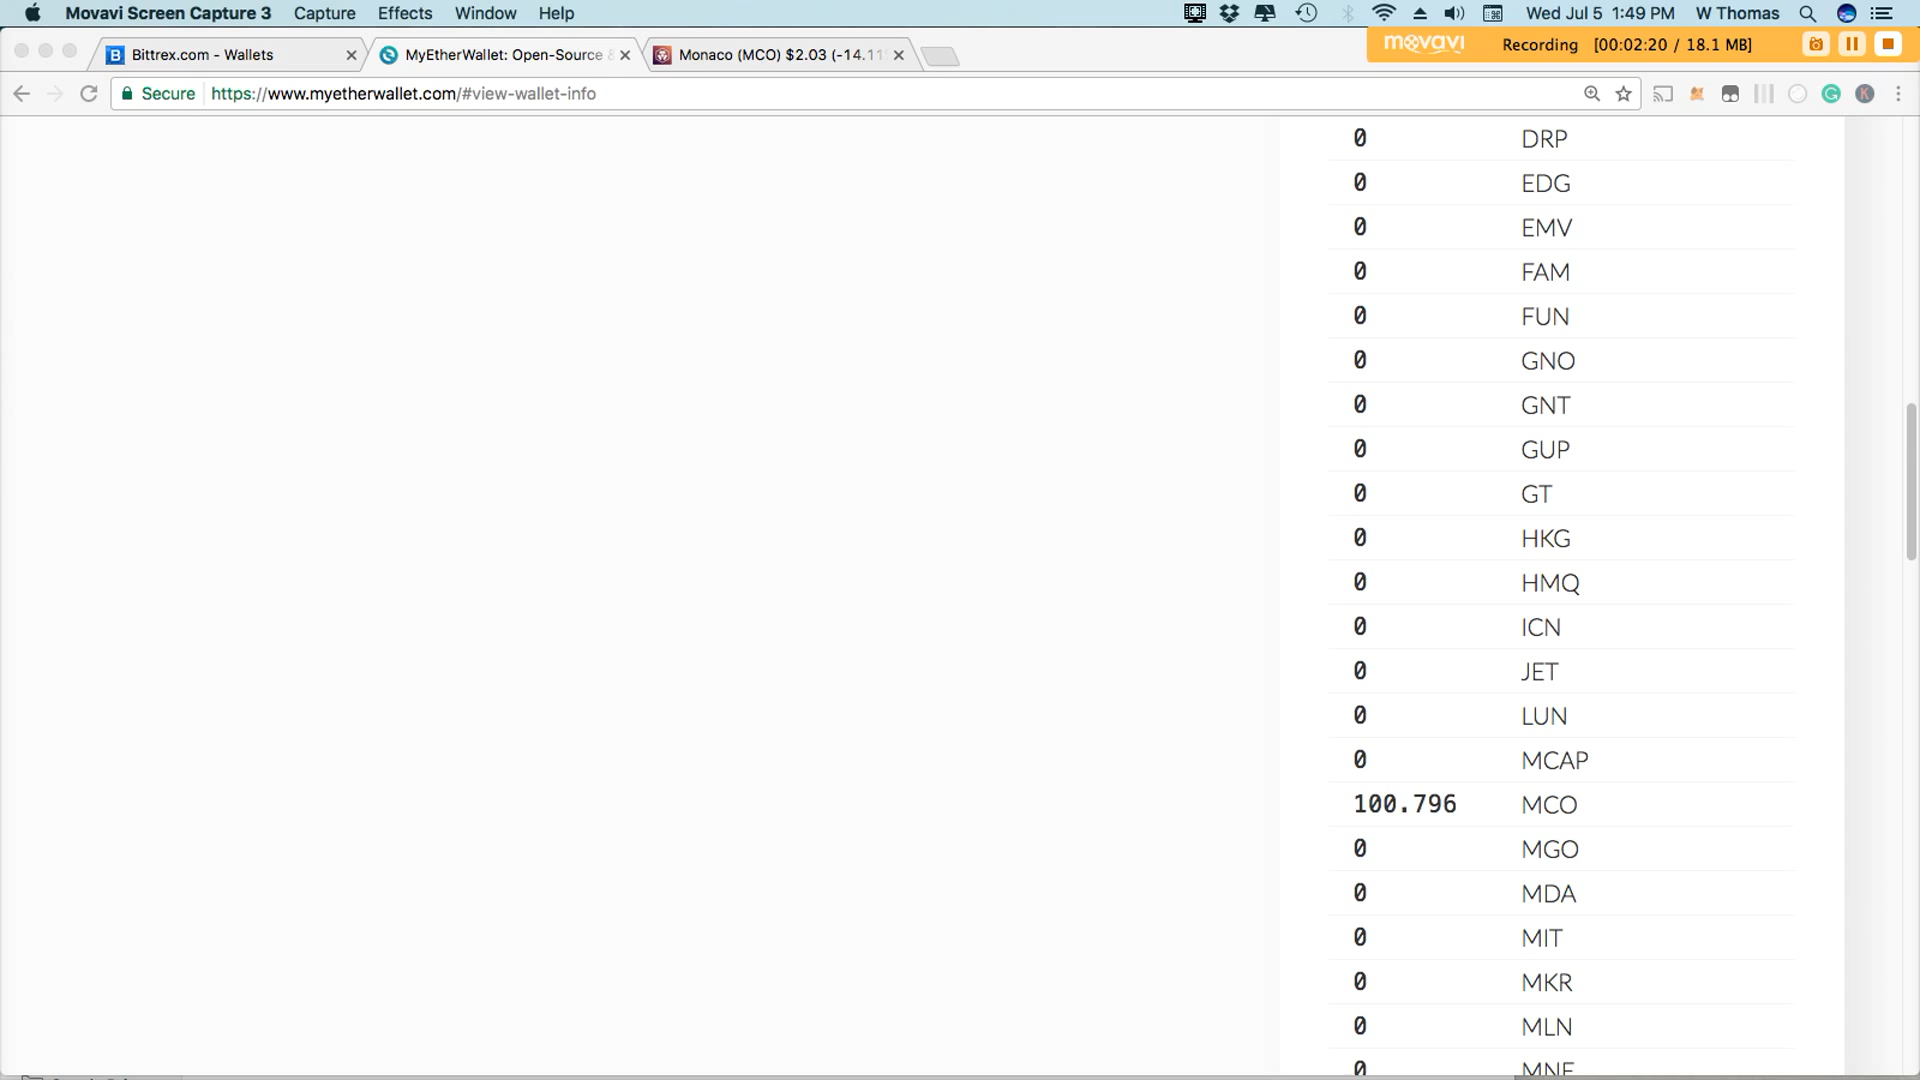 Movavi Screen Capture 3 Capture Effects Window Help Wed Jul 5 1:49 PM W Thomas
Bittrex.com - Wallets MyEtherWallet: Open-Source Monaco (MCO) $2.03 (-14.11 movavi Recording [00:02:20 / 18.1 MB]
Secure https://www.myetherwallet.com/#view-wallet-info
0 DRP
0 EDG
0 EMV
0 FAM
0 FUN
0 GNO
0 GNT
0 GUP
0 GT
0 HKG
0 HMQ
0 ICN
0 JET
0 LUN
0 MCAP
100.796 MCO
0 MGO
0 MDA
0 MIT
0 MKR
0 MLN
0 MNE